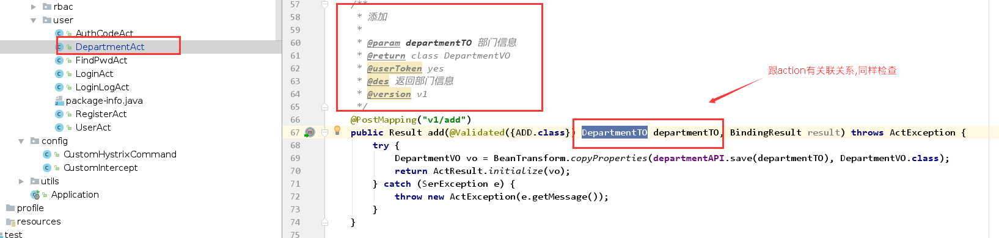 rbac
user
AuthCodeAct
DepartmentAct
FindPwdAct
LoginAct
LoginLogAct
package-info.java
RegisterAct
UserAct
config
CustomHystrixCommand
CustomIntercept
utils
Application
profile
resources
test
57 /**
58 * 添加
59 *
60 * @param departmentTO 部门信息
61 * @return class DepartmentVO
62 * @userToken yes
63 * @des 返回部门信息
64 * @version v1
65 */
66 @PostMapping("v1/add")
67 public Result add(@Validated({ADD.class}) DepartmentTO departmentTO, BindingResult result) throws ActException {
68 try {
69 DepartmentVO vo = BeanTransform.copyProperties(departmentAPI.save(departmentTO), DepartmentVO.class);
70 return ActResult.initialize(vo);
71 } catch (SerException e) {
72 throw new ActException(e.getMessage());
73 }
74 }
75
跟action有关联关系,同样检查